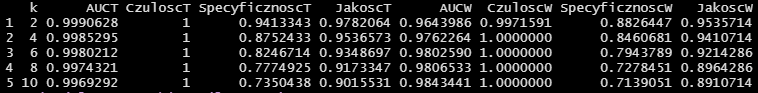 k AUCT CzuloscT SpecyficznoscT JakoscT AUCW CzuloscW SpecyficznoscW JakoscW
1 2 0.9990628 1 0.9413343 0.9782064 0.9643986 0.9971591 0.8826447 0.9535714
2 4 0.9985295 1 0.8752433 0.9536573 0.9762264 1.0000000 0.8460681 0.9410714
3 6 0.9980212 1 0.8246714 0.9348697 0.9802590 1.0000000 0.7943789 0.9214286
4 8 0.9974321 1 0.7774925 0.9173347 0.9806533 1.0000000 0.7278451 0.8964286
5 10 0.9969292 1 0.7350438 0.9015531 0.9843441 1.0000000 0.7139051 0.8910714